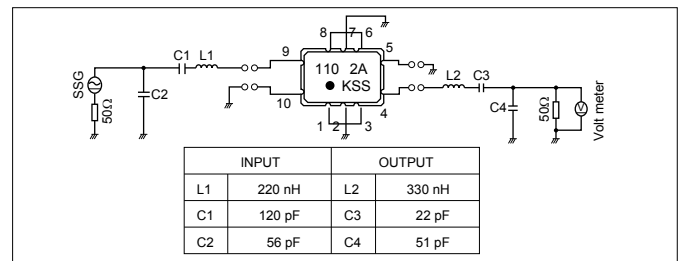 8 7 6
C1 L1 9 5
SSG C2 110 2A L2 C3
50Ω KSS C4 50Ω V Volt meter
10 4
1 2 3
INPUT OUTPUT
L1 220 nH L2 330 nH
C1 120 pF C3 22 pF
C2 56 pF C4 51 pF